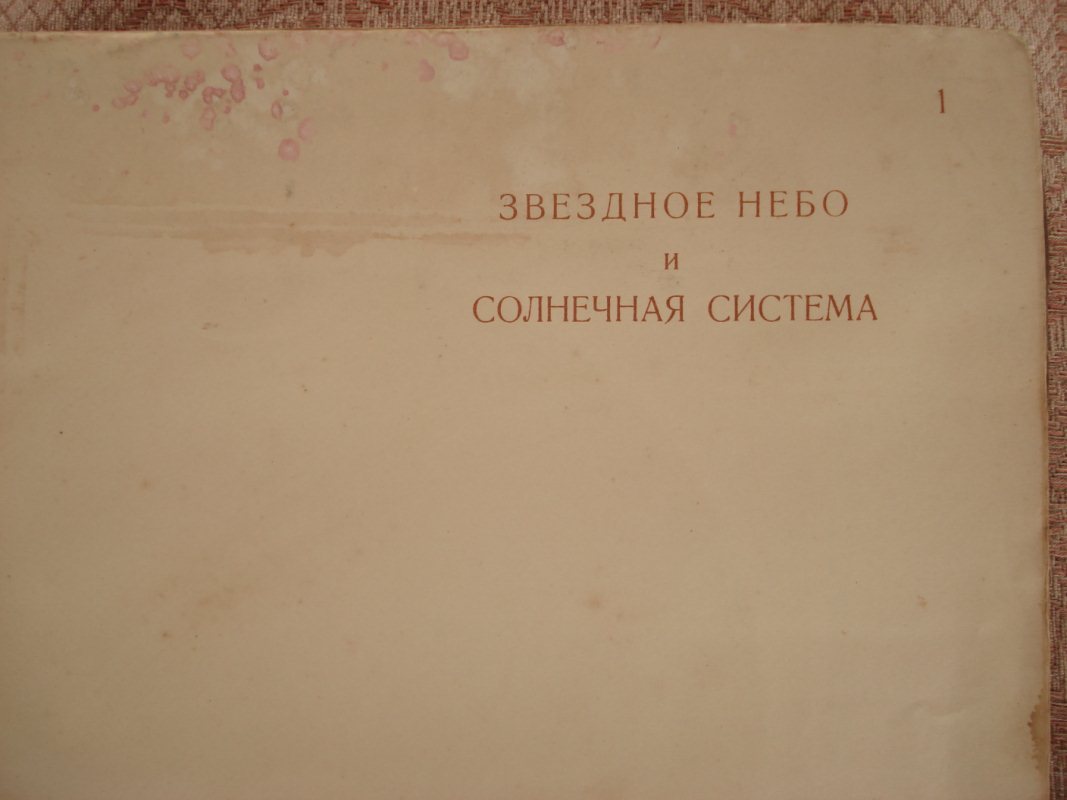 1
ЗВЕЗДНОЕ НЕБО
и
СОЛНЕЧНАЯ СИСТЕМА